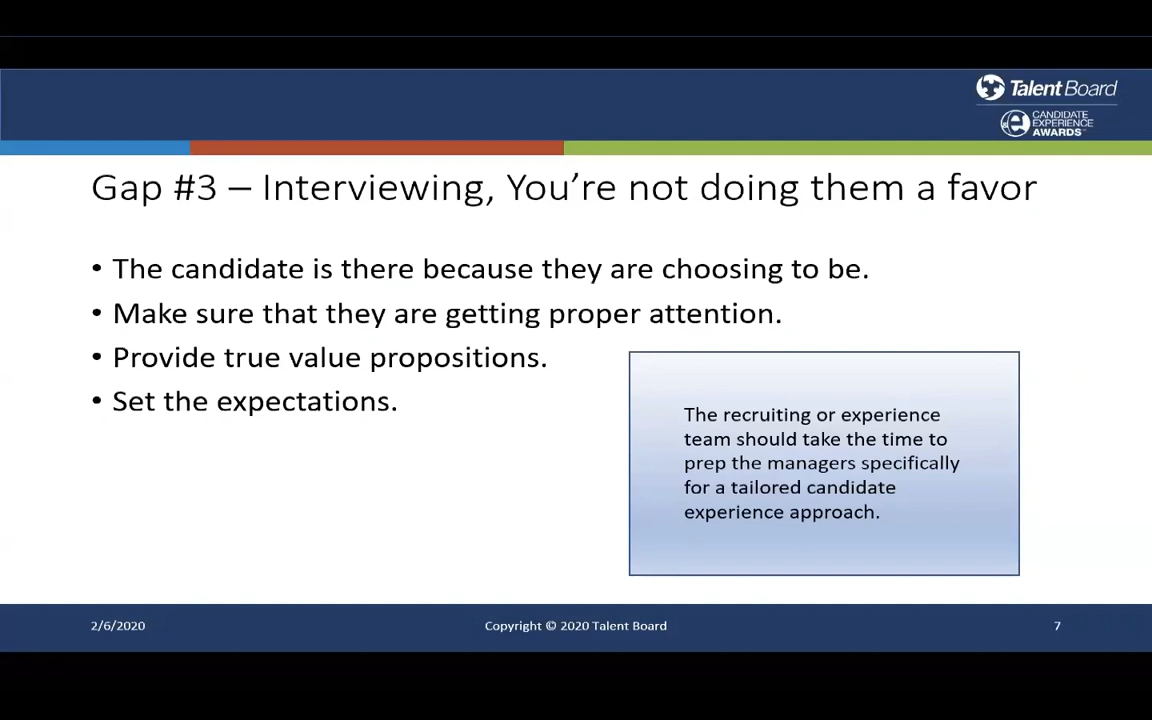 Talent Board
CANDIDATE
EXPERIENCE
AWARDS
Gap #3 – Interviewing, You’re not doing them a favor
• The candidate is there because they are choosing to be.
• Make sure that they are getting proper attention.
• Provide true value propositions.
• Set the expectations.
The recruiting or experience
team should take the time to
prep the managers specifically
for a tailored candidate
experience approach.
2/6/2020
Copyright © 2020 Talent Board
7